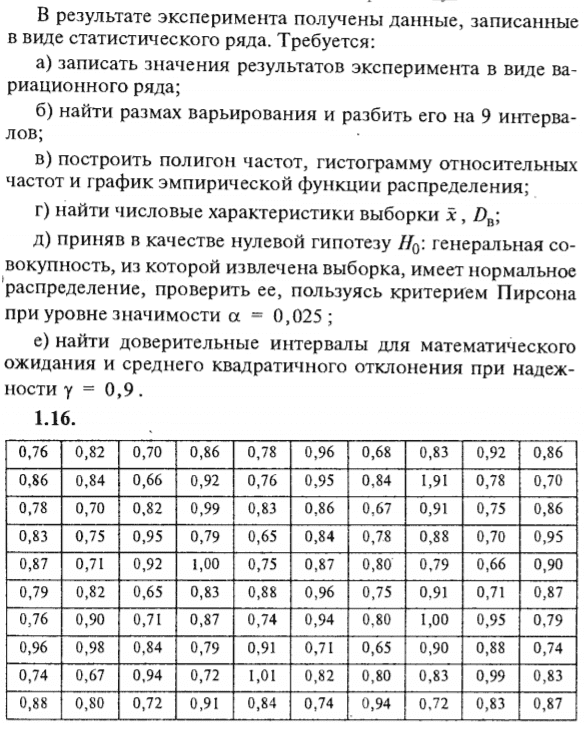 В результате эксперимента получены данные, записанные
в виде статистического ряда. Требуется:
а) записать значения результатов эксперимента в виде ва-
риационного ряда;
б) найти размах варьирования и разбить его на 9 интерва-
лов;
в) построить полигон частот, гистограмму относительных
частот и график эмпирической функции распределения;
г) найти числовые характеристики выборки x̄, Dв;
д) приняв в качестве нулевой гипотезу H₀: генеральная со-
вокупность, из которой извлечена выборка, имеет нормальное
распределение, проверить ее, пользуясь критерием Пирсона
при уровне значимости α = 0,025;
е) найти доверительные интервалы для математического
ожидания и среднего квадратичного отклонения при надеж-
ности γ = 0,9.
1.16.
0,76 0,82 0,70 0,86 0,78 0,96 0,68 0,83 0,92 0,86
0,86 0,84 0,66 0,92 0,76 0,95 0,84 1,91 0,78 0,70
0,78 0,70 0,82 0,99 0,83 0,86 0,67 0,91 0,75 0,86
0,83 0,75 0,95 0,79 0,65 0,84 0,78 0,88 0,70 0,95
0,87 0,71 0,92 1,00 0,75 0,87 0,80 0,79 0,66 0,90
0,79 0,82 0,65 0,83 0,88 0,96 0,75 0,91 0,71 0,87
0,76 0,90 0,71 0,87 0,74 0,94 0,80 1,00 0,95 0,79
0,96 0,98 0,84 0,79 0,91 0,71 0,65 0,90 0,88 0,74
0,74 0,67 0,94 0,72 1,01 0,82 0,80 0,83 0,99 0,83
0,88 0,80 0,72 0,91 0,84 0,74 0,94 0,72 0,83 0,87